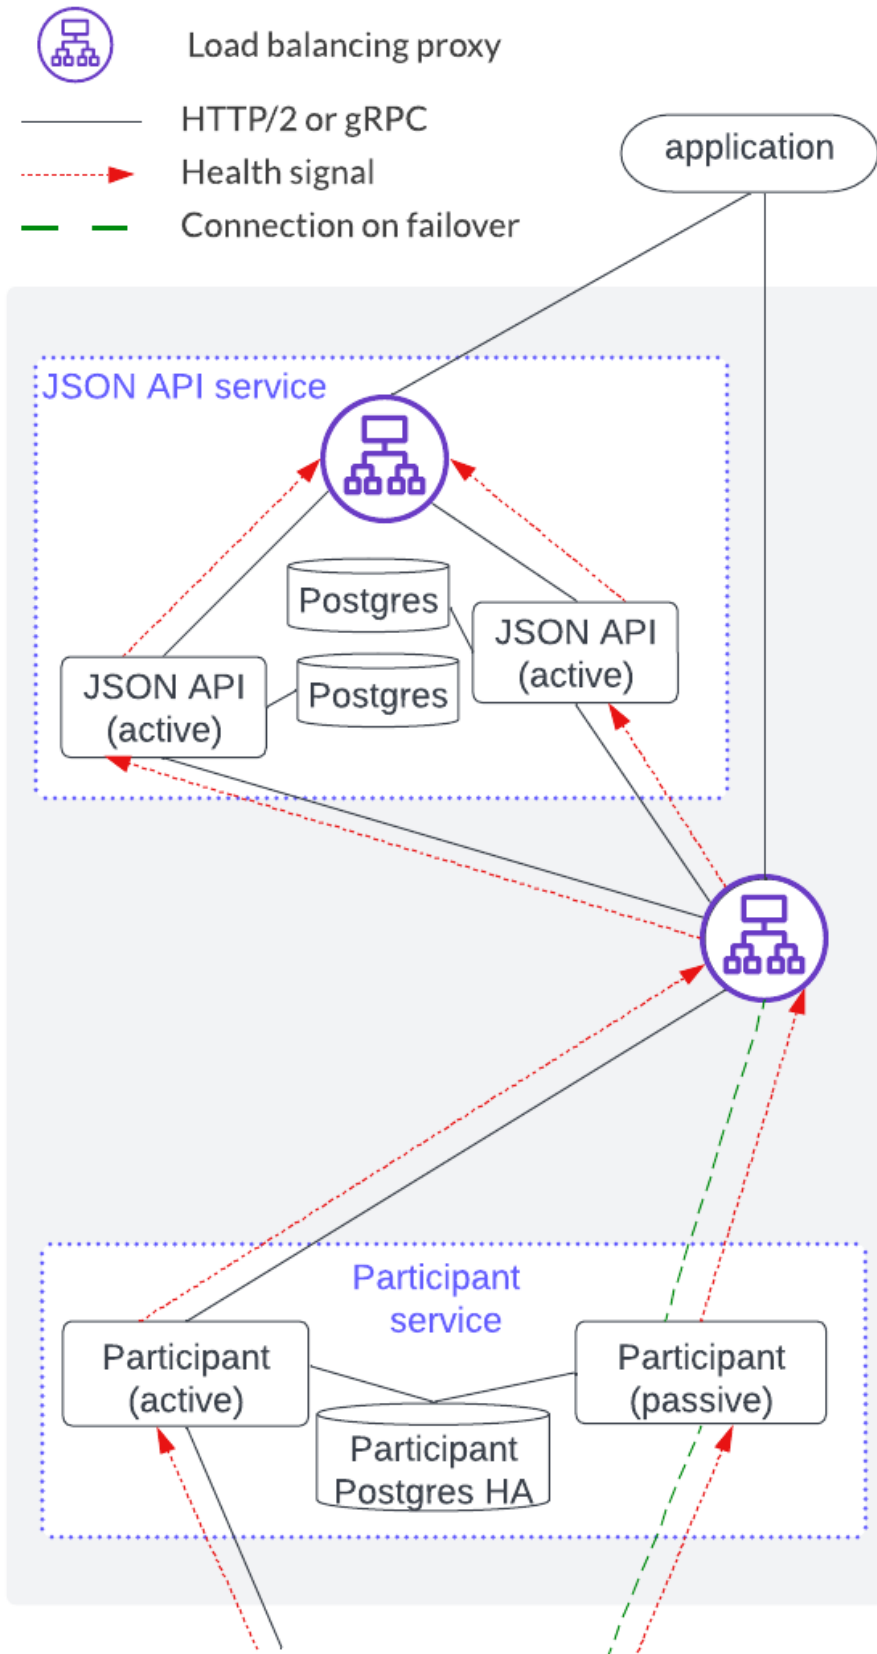 Load balancing proxy
HTTP/2 or gRPC
Health signal
Connection on failover
application
JSON API service
Postgres
JSON API
(active)
Postgres
JSON API
(active)
Participant
service
Participant
(active)
Participant
(passive)
Participant
Postgres HA